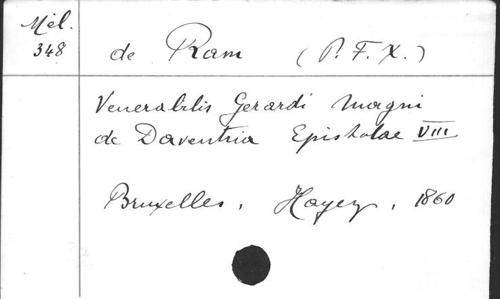 Mél.
348
de Ram (P. F. X.)
Venerabilis Gerardi Magni
de Daventria Epistolae VIII
Bruxelles, Hayez, 1860